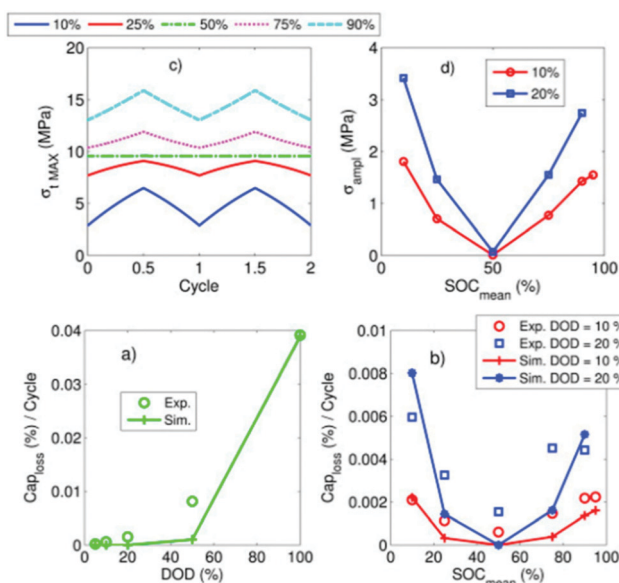 10% 25% 50% 75% 90%
c)
20
15
10
5
0
σt MAX (MPa)
0 0.5 1 1.5 2
Cycle
d)
10%
20%
4
3
2
1
0
σampl (MPa)
0 50 100
SOCmean (%)
a)
Exp.
Sim.
0.04
0.03
0.02
0.01
0
Caploss (%) / Cycle
0 20 40 60 80 100
DOD (%)
b)
Exp. DOD = 10 %
Exp. DOD = 20 %
Sim. DOD = 10 %
Sim. DOD = 20 %
0.01
0.008
0.006
0.004
0.002
0
Caploss (%) / Cycle
0 20 40 60 80 100
SOCmean (%)